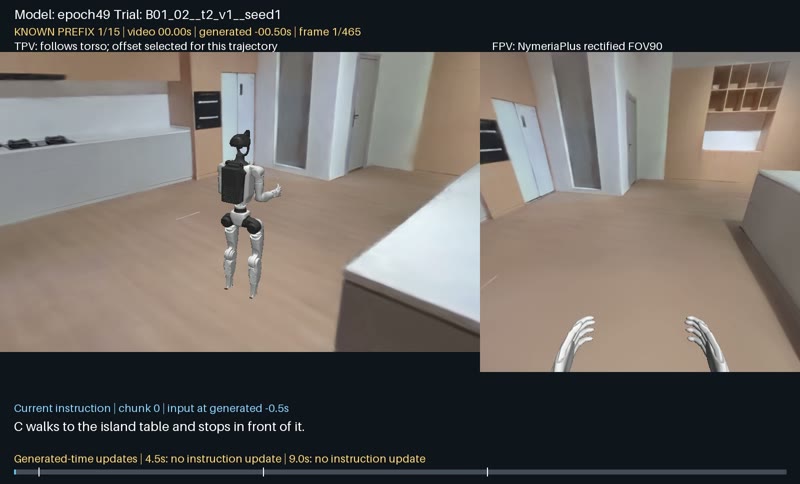 Model: epoch49 Trial: B01_02__t2_v1__seed1
KNOWN PREFIX 1/15 | video 00.00s | generated -00.50s | frame 1/465
TPV: follows torso; offset selected for this trajectory
FPV: NymeriaPlus rectified FOV90
Current instruction | chunk 0 | input at generated -0.5s
C walks to the island table and stops in front of it.
Generated-time updates | 4.5s: no instruction update | 9.0s: no instruction update